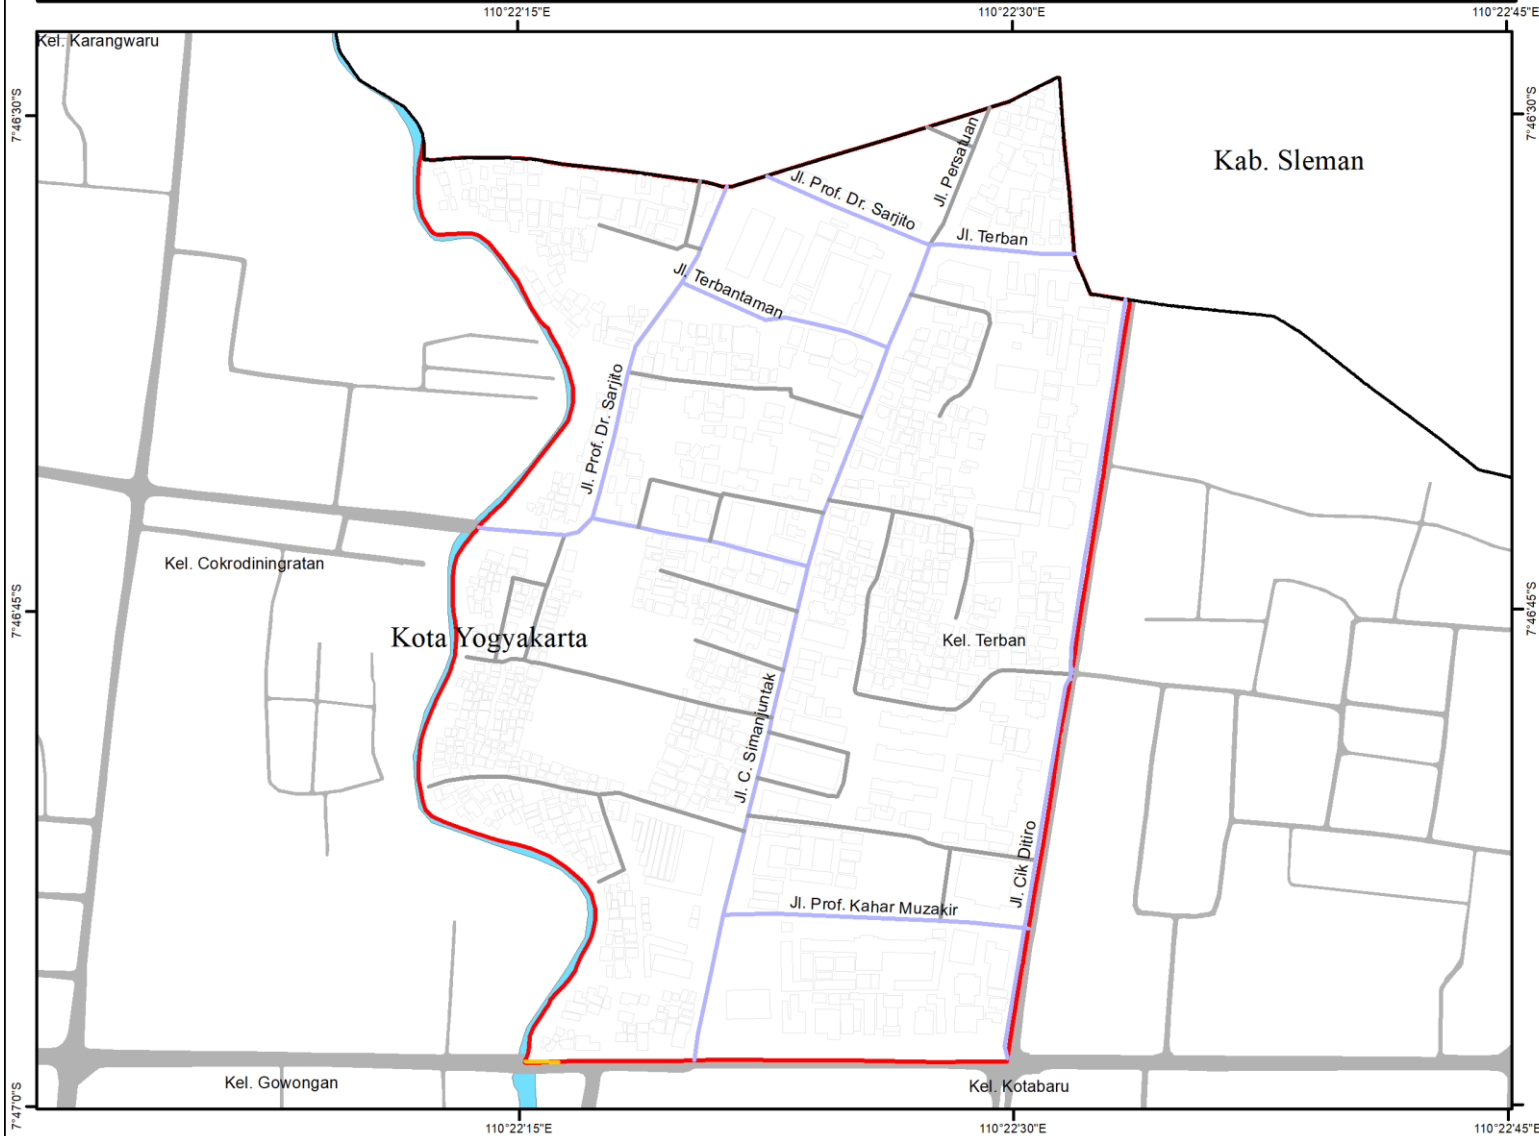 110°22'15"E
110°22'30"E
110°22'45"E
Kel. Karangwaru
7°46'30"S
7°46'30"S
Jl. Persatuan
Kab. Sleman
Jl. Prof. Dr. Sarjito
Jl. Terban
Jl. Terbantaman
Jl. Prof. Dr. Sarjito
Kel. Cokrodiningratan
7°46'45"S
7°46'45"S
Kota Yogyakarta
Kel. Terban
Jl. C. Simanjuntak
Jl. Cik Ditiro
Jl. Prof. Kahar Muzakir
Kel. Gowongan
Kel. Kotabaru
7°47'0"S
110°22'15"E
110°22'30"E
110°22'45"E